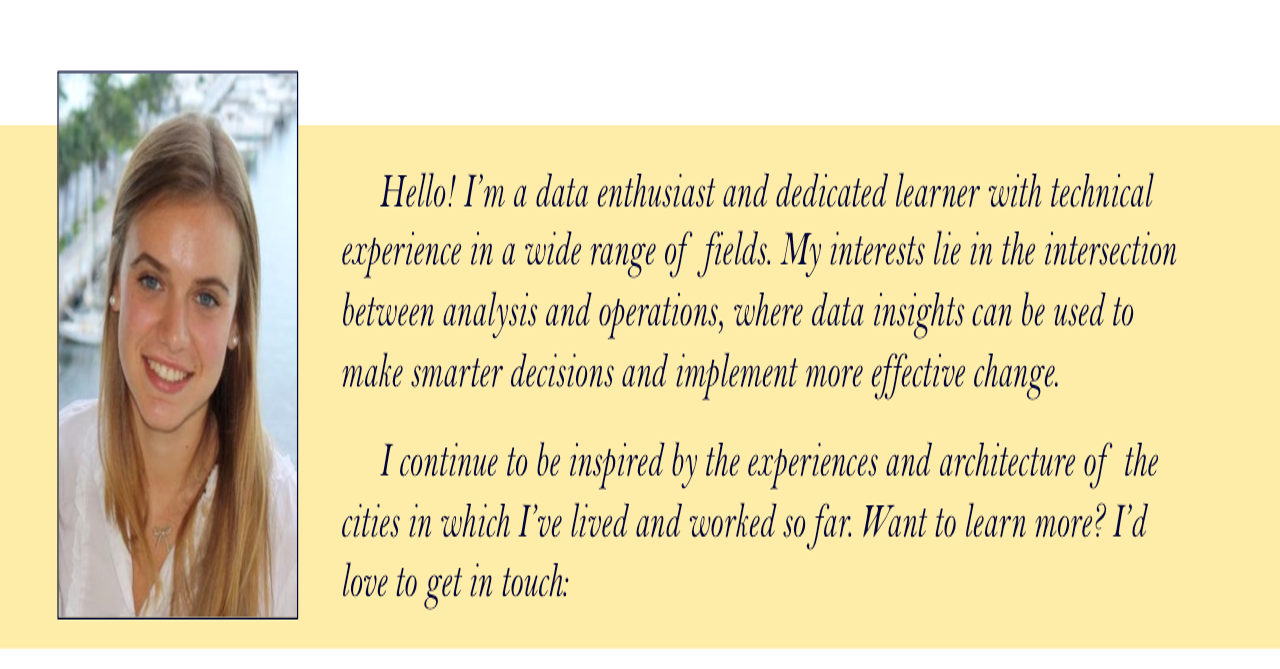 Hello! I’m a data enthusiast and dedicated learner with technical
experience in a wide range of fields. My interests lie in the intersection
between analysis and operations, where data insights can be used to
make smarter decisions and implement more effective change.
I continue to be inspired by the experiences and architecture of the
cities in which I’ve lived and worked so far. Want to learn more? I’d
love to get in touch: